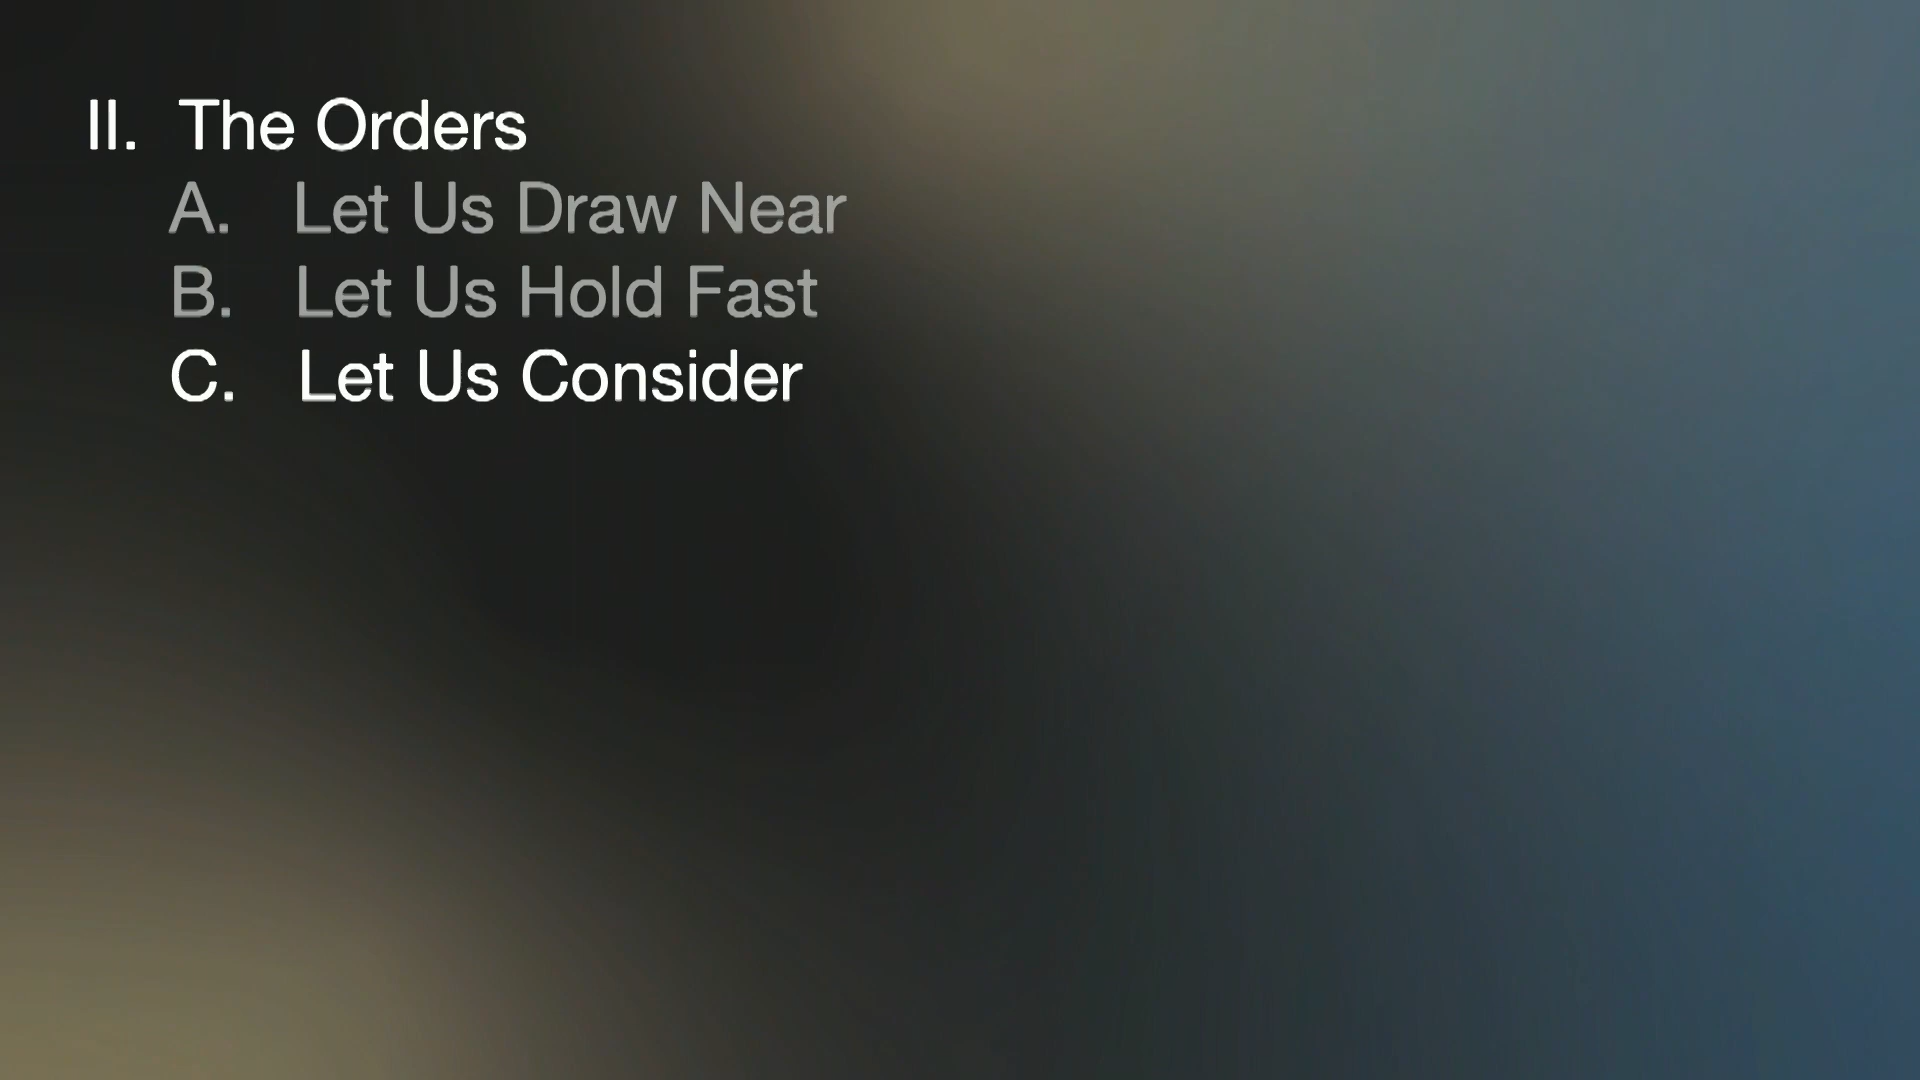 II. The Orders
A. Let Us Draw Near
B. Let Us Hold Fast
C. Let Us Consider